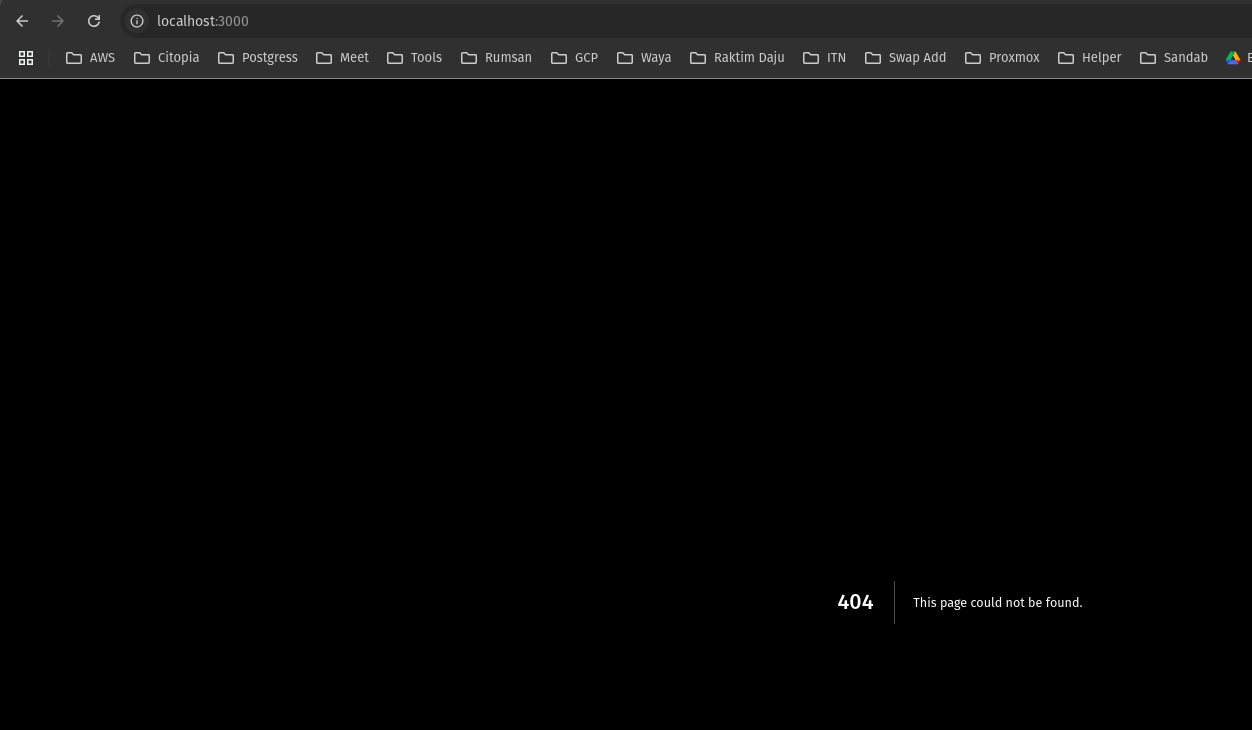 localhost:3000
AWS Citopia Postgress Meet Tools Rumsan GCP Waya Raktim Daju ITN Swap Add Proxmox Helper Sandab
404 This page could not be found.